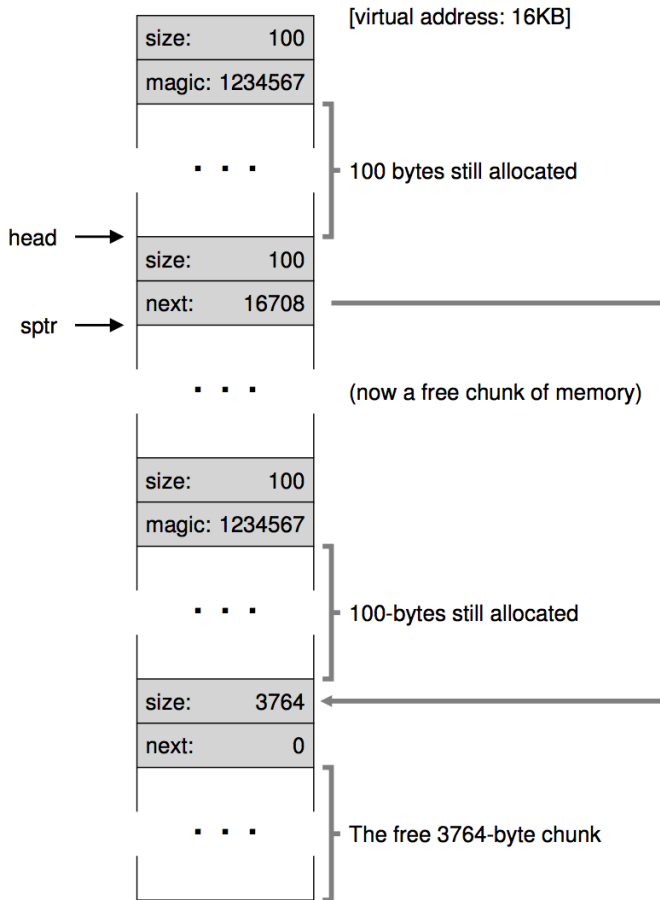 [virtual address: 16KB]
size: 100
magic: 1234567
. . .
100 bytes still allocated
head
size: 100
next: 16708
sptr
. . .
(now a free chunk of memory)
size: 100
magic: 1234567
. . .
100-bytes still allocated
size: 3764
next: 0
. . .
The free 3764-byte chunk